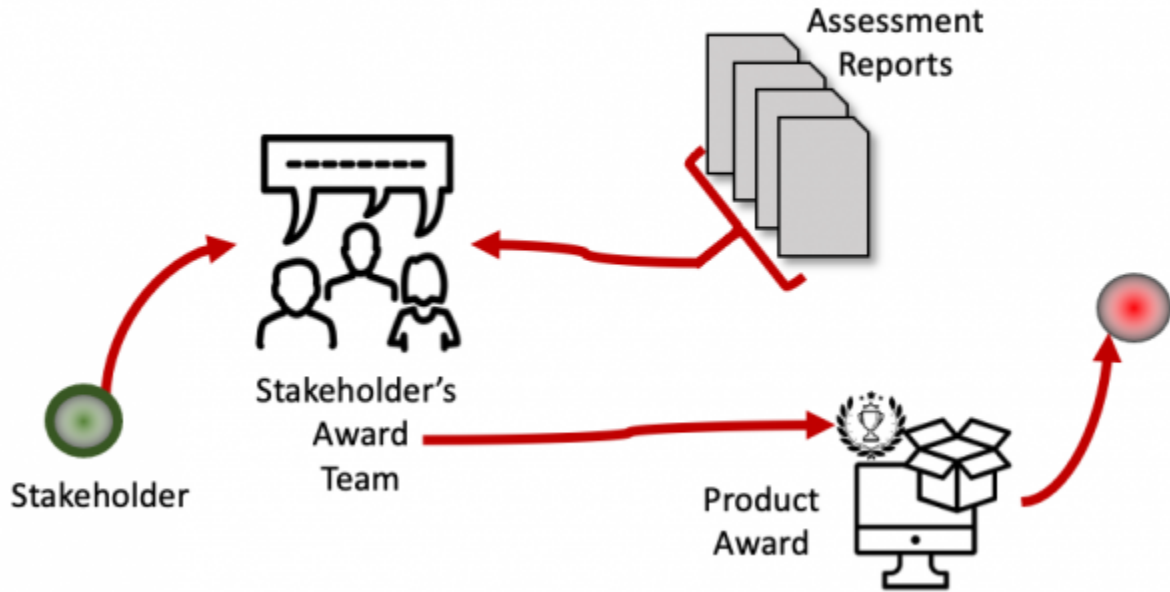 Assessment
Reports
Stakeholder's
Award
Team
Stakeholder
Product
Award